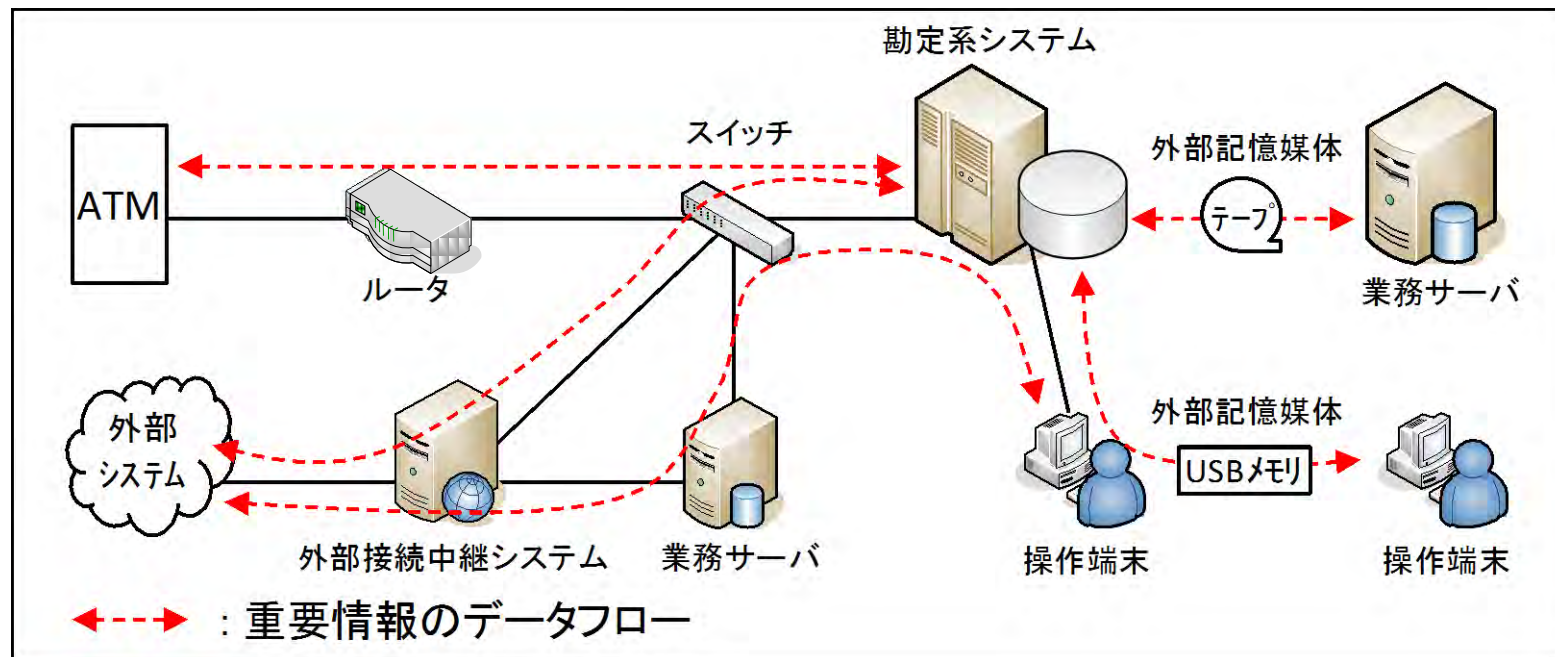 勘定系システム
スイッチ
外部記憶媒体
ATM
テープ
ルータ
業務サーバ
外部
システム
外部記憶媒体
USBメモリ
外部接続中継システム
業務サーバ
操作端末
操作端末
：重要情報のデータフロー